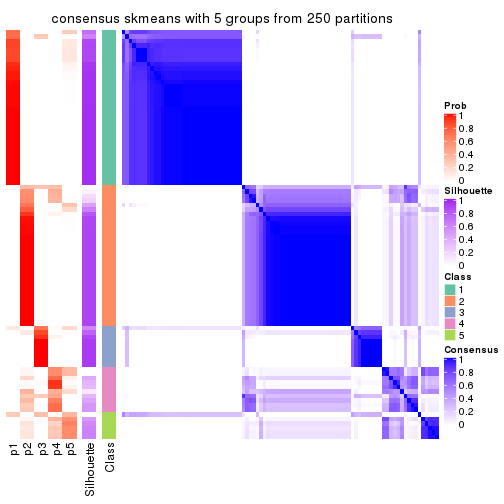 consensus skmeans with 5 groups from 250 partitions
Prob
1
0.8
0.6
0.4
0.2
0
Silhouette
1
0.8
0.6
0.4
0.2
0
Class
1
2
3
4
5
Consensus
1
0.8
0.6
0.4
0.2
0
p1
p2
p3
p4
p5
Silhouette
Class